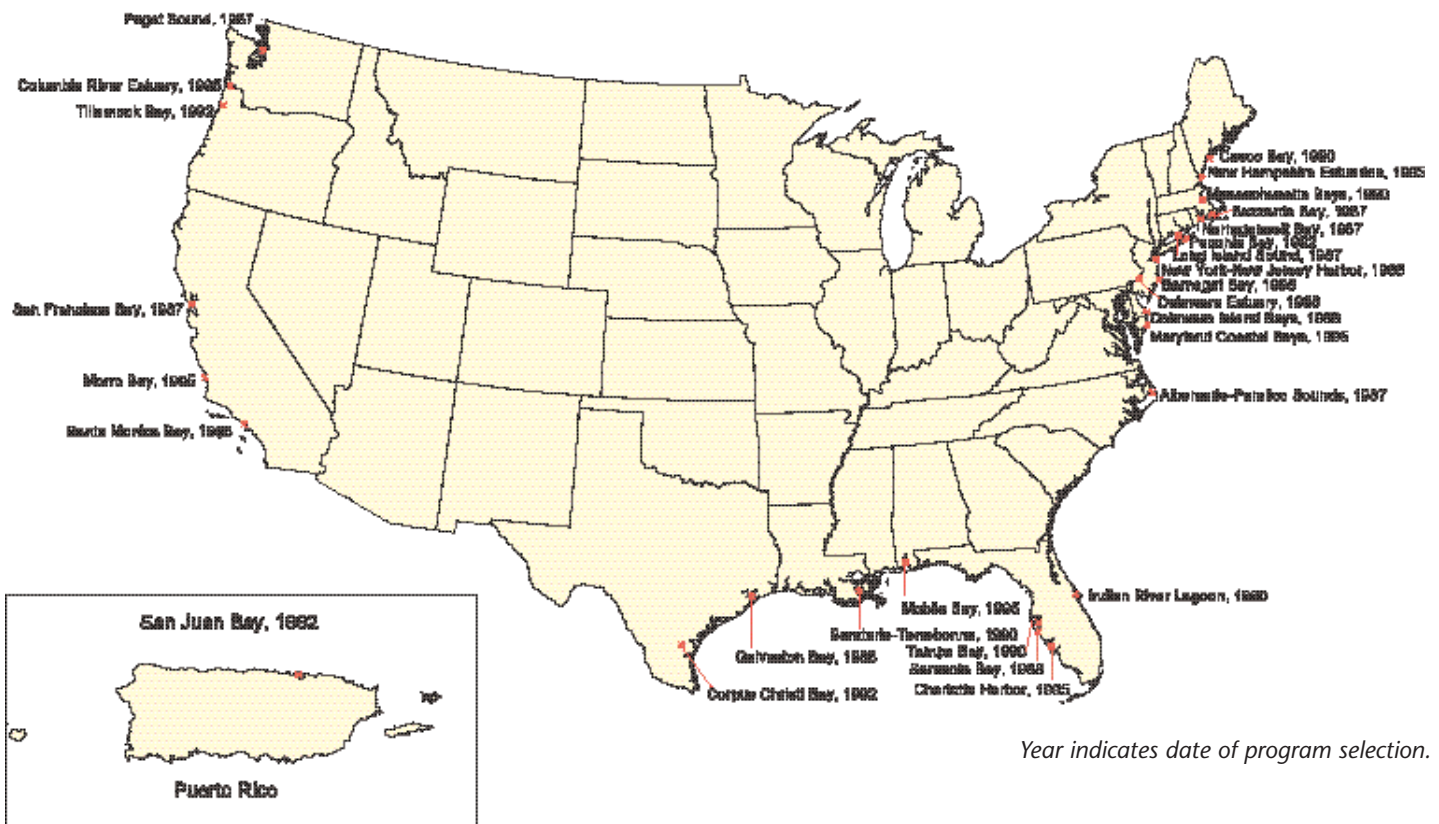 Puget Sound, 1987
Columbia River Estuary, 1995
Tillamook Bay, 1992
San Francisco Bay, 1987
Morro Bay, 1995
Santa Monica Bay, 1988
Casco Bay, 1990
New Hampshire Estuaries, 1995
Massachusetts Bays, 1990
Buzzards Bay, 1987
Narragansett Bay, 1987
Peconic Bay, 1992
Long Island Sound, 1987
New York-New Jersey Harbor, 1988
Barnegat Bay, 1995
Delaware Estuary, 1988
Delaware Inland Bays, 1988
Maryland Coastal Bays, 1995
Albemarle-Pamlico Sounds, 1987
Indian River Lagoon, 1990
Mobile Bay, 1995
Barataria-Terrebonne, 1990
Tampa Bay, 1990
Sarasota Bay, 1988
Charlotte Harbor, 1995
Galveston Bay, 1988
Corpus Christi Bay, 1992
San Juan Bay, 1992
Puerto Rico
Year indicates date of program selection.